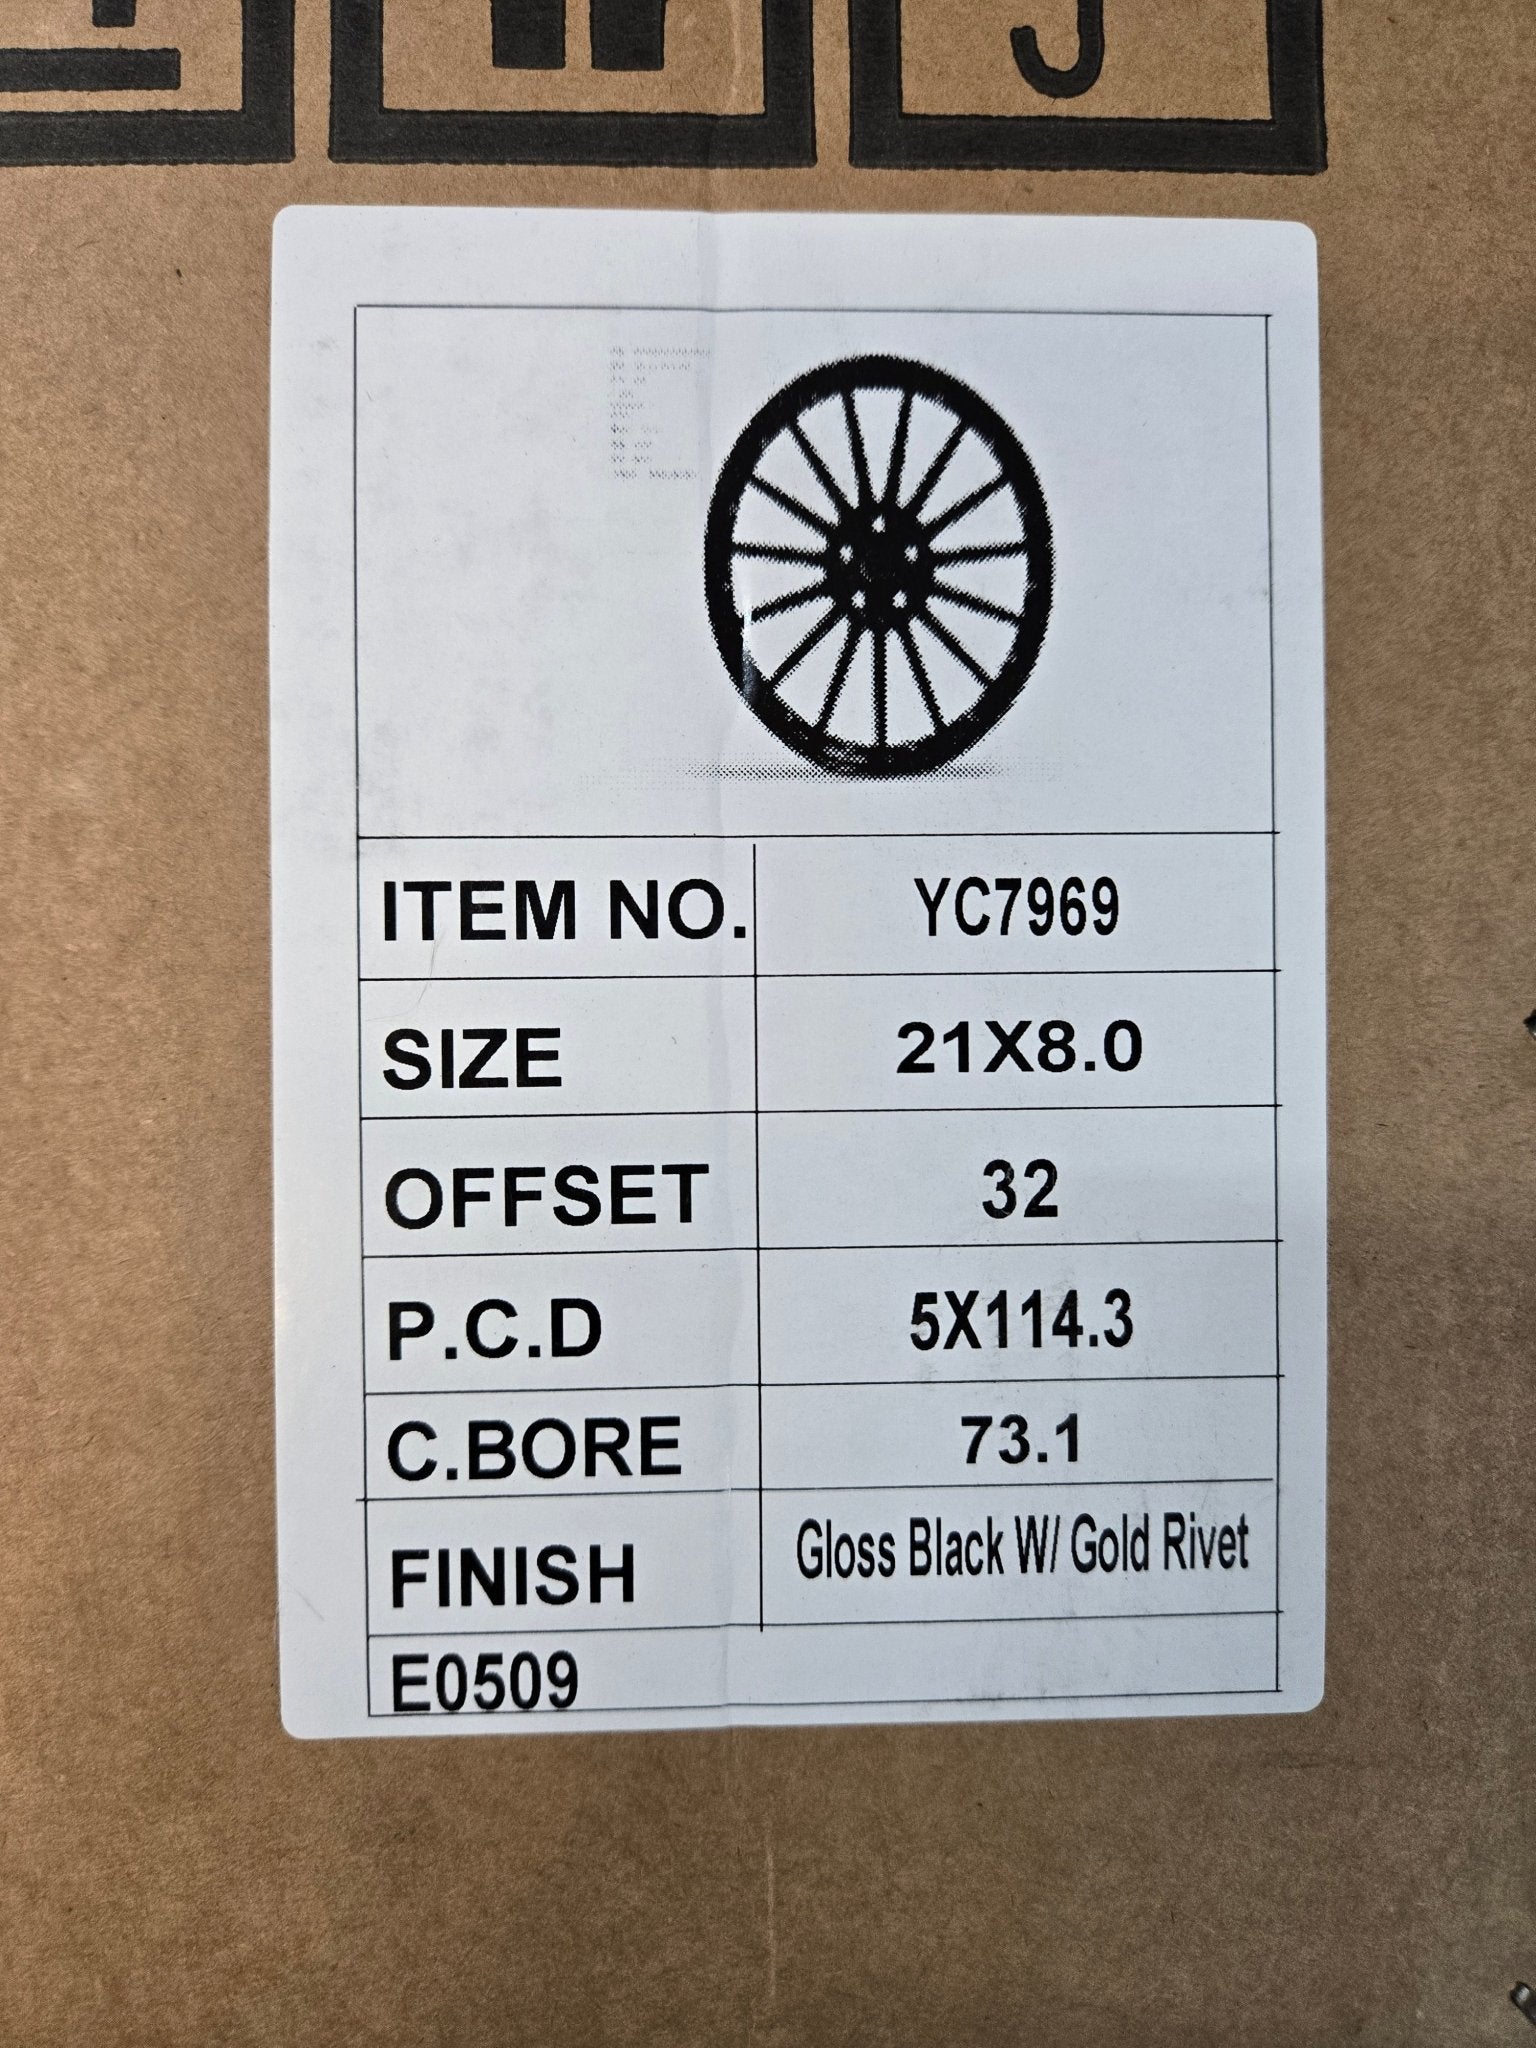 ITEM NO. YC7969
SIZE 21X8.0
OFFSET 32
P.C.D 5X114.3
C.BORE 73.1
FINISH Gloss Black W/ Gold Rivet
E0509